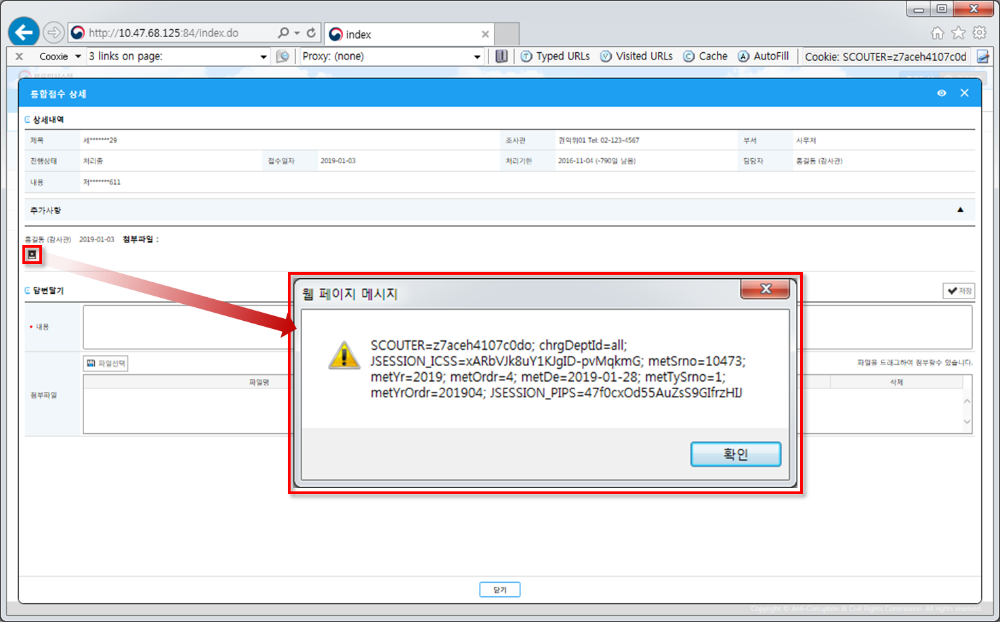 http://10.47.68.125:84/index.do
index
Cooxie
3 links on page:
Proxy: (none)
Typed URLs
Visited URLs
Cache
AutoFill
Cookie: SCOUTER=z7aceh4107c0d
통합접수 상세
상세내역
제목
세*******29
조사관
권익위01 Tel: 02-123-4567
부서
사무처
진행상태
처리중
접수일자
2019-01-03
처리기한
2016-11-04 (-790일 남음)
담당자
홍길동 (감사관)
내용
저*******611
추가사항
홍길동 (감사관) 2019-01-03 첨부파일 :
답변달기
저장
내용
파일선택
파일을 드래그하여 첨부할수 있습니다.
첨부파일
파일명
삭제
웹 페이지 메시지
SCOUTER=z7aceh4107c0do; chrgDeptId=all;
JSESSION_ICSS=xARbVJk8uY1KJgID-pvMqkmG; metSrno=10473;
metYr=2019; metOrdr=4; metDe=2019-01-28; metTySrno=1;
metYrOrdr=201904; JSESSION_PIPS=47f0cxOd55AuZsS9GIfrzHIJ
확인
닫기
Copyright © Anti-Corruption & Civil Rights Commission. All rights reserved.